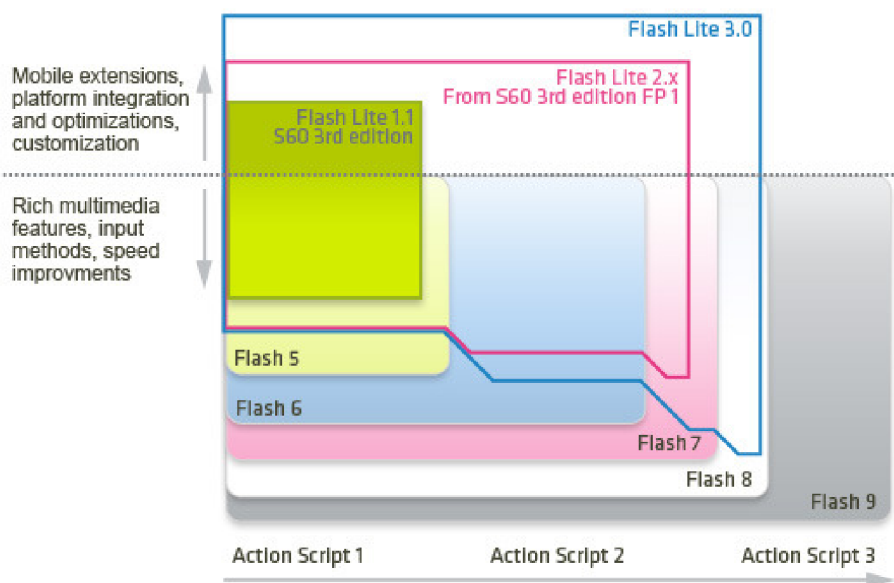 Flash Lite 3.0
Mobile extensions,
platform integration
and optimizations,
customization
Flash Lite 2.x
From S60 3rd edition FP 1
Flash Lite 1.1
S60 3rd edition
Rich multimedia
features, input
methods, speed
improvments
Flash 5
Flash 6
Flash 7
Flash 8
Flash 9
Action Script 1
Action Script 2
Action Script 3